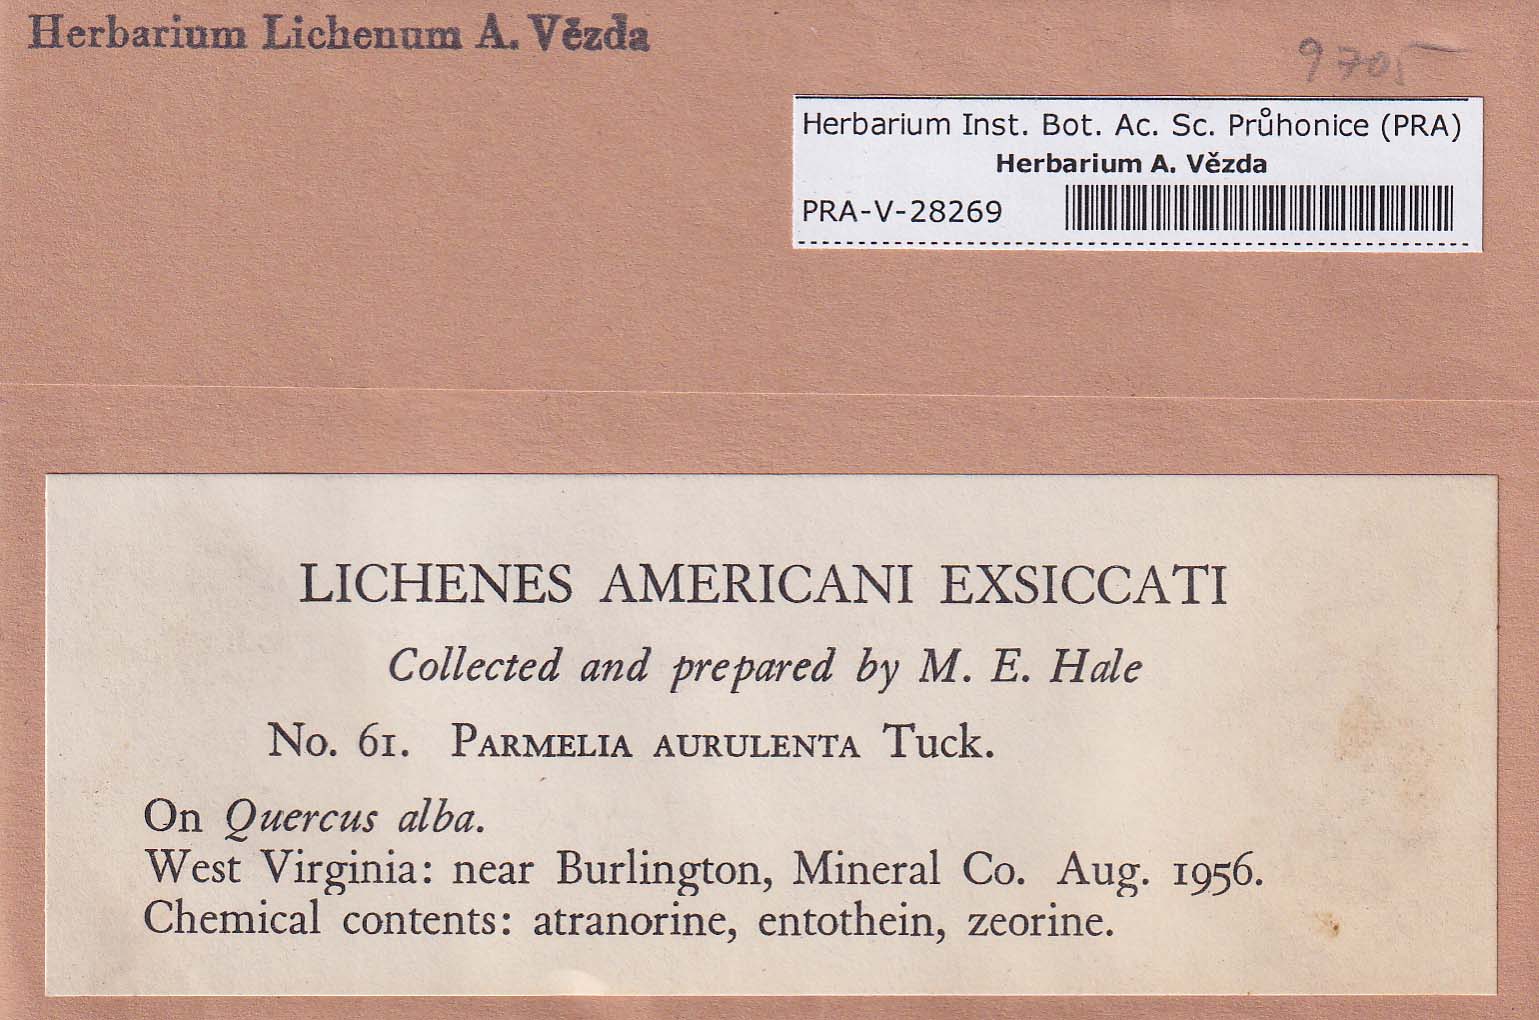 Herbarium Lichenum A. Vězda
9705
Herbarium Inst. Bot. Ac. Sc. Průhonice (PRA)
Herbarium A. Vězda
PRA-V-28269
LICHENES AMERICANI EXSICCATI
Collected and prepared by M. E. Hale
No. 61. PARMELIA AURULENTA Tuck.
On Quercus alba.
West Virginia: near Burlington, Mineral Co. Aug. 1956.
Chemical contents: atranorine, entothein, zeorine.